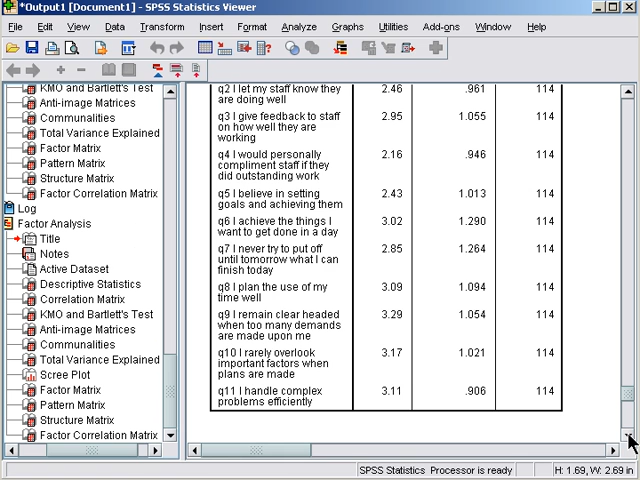 *Output1 [Document1] - SPSS Statistics Viewer
File Edit View Data Transform Insert Format Analyze Graphs Utilities Add-ons Window Help
KMO and Bartlett's Test
Anti-image Matrices
Communalities
Total Variance Explained
Factor Matrix
Pattern Matrix
Structure Matrix
Factor Correlation Matrix
Log
Factor Analysis
Title
Notes
Active Dataset
Descriptive Statistics
Correlation Matrix
KMO and Bartlett's Test
Anti-image Matrices
Communalities
Total Variance Explained
Scree Plot
Factor Matrix
Pattern Matrix
Structure Matrix
Factor Correlation Matrix
q2 I let my staff know they 2.46 .961 114
are doing well
q3 I give feedback to staff 2.95 1.055 114
on how well they are
working
q4 I would personally 2.16 .946 114
compliment staff if they
did outstanding work
q5 I believe in setting 2.43 1.013 114
goals and achieving them
q6 I achieve the things I 3.02 1.290 114
want to get done in a day
q7 I never try to put off 2.85 1.264 114
until tomorrow what I can
finish today
q8 I plan the use of my 3.09 1.094 114
time well
q9 I remain clear headed 3.29 1.054 114
when too many demands
are made upon me
q10 I rarely overlook 3.17 1.021 114
important factors when
plans are made
q11 I handle complex 3.11 .906 114
problems efficiently
SPSS Statistics Processor is ready H: 1.69, W: 2.69 in